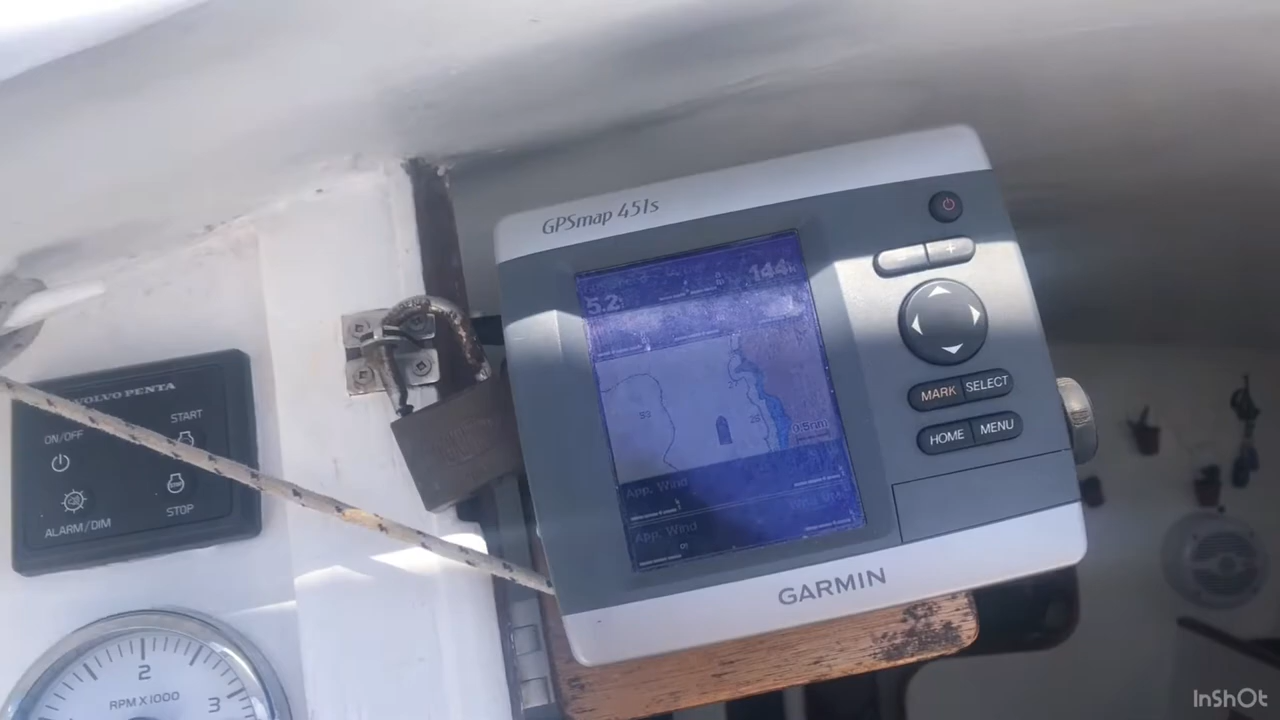 GPSmap 451s
5.2
144
53
0.5nm
App. Wind
App. Wind
MARK SELECT
HOME MENU
GARMIN
VOLVO PENTA
ON/OFF
START
ALARM/DIM
STOP
2
RPM X 1000
3
InShOt